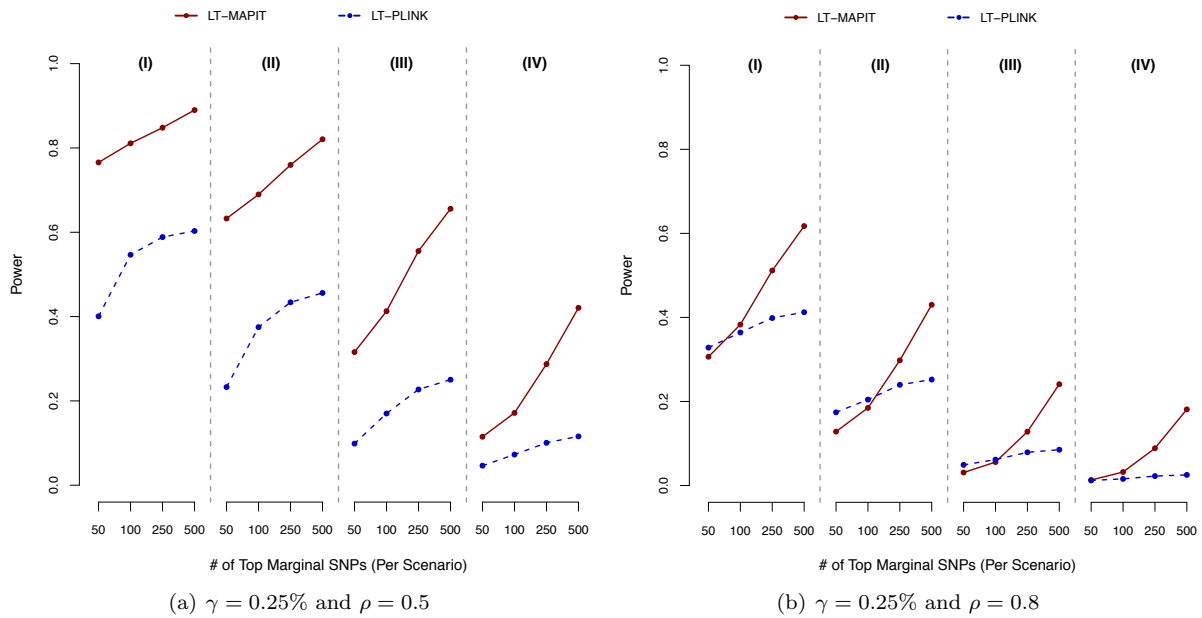 LT-MAPIT LT-PLINK
(I) (II) (III) (IV)
1.0
0.8
0.6
0.4
0.2
0.0
Power
50 100 250 500 50 100 250 500 50 100 250 500 50 100 250 500
# of Top Marginal SNPs (Per Scenario)
(a) γ = 0.25% and ρ = 0.5
LT-MAPIT LT-PLINK
(I) (II) (III) (IV)
1.0
0.8
0.6
0.4
0.2
0.0
Power
50 100 250 500 50 100 250 500 50 100 250 500 50 100 250 500
# of Top Marginal SNPs (Per Scenario)
(b) γ = 0.25% and ρ = 0.8